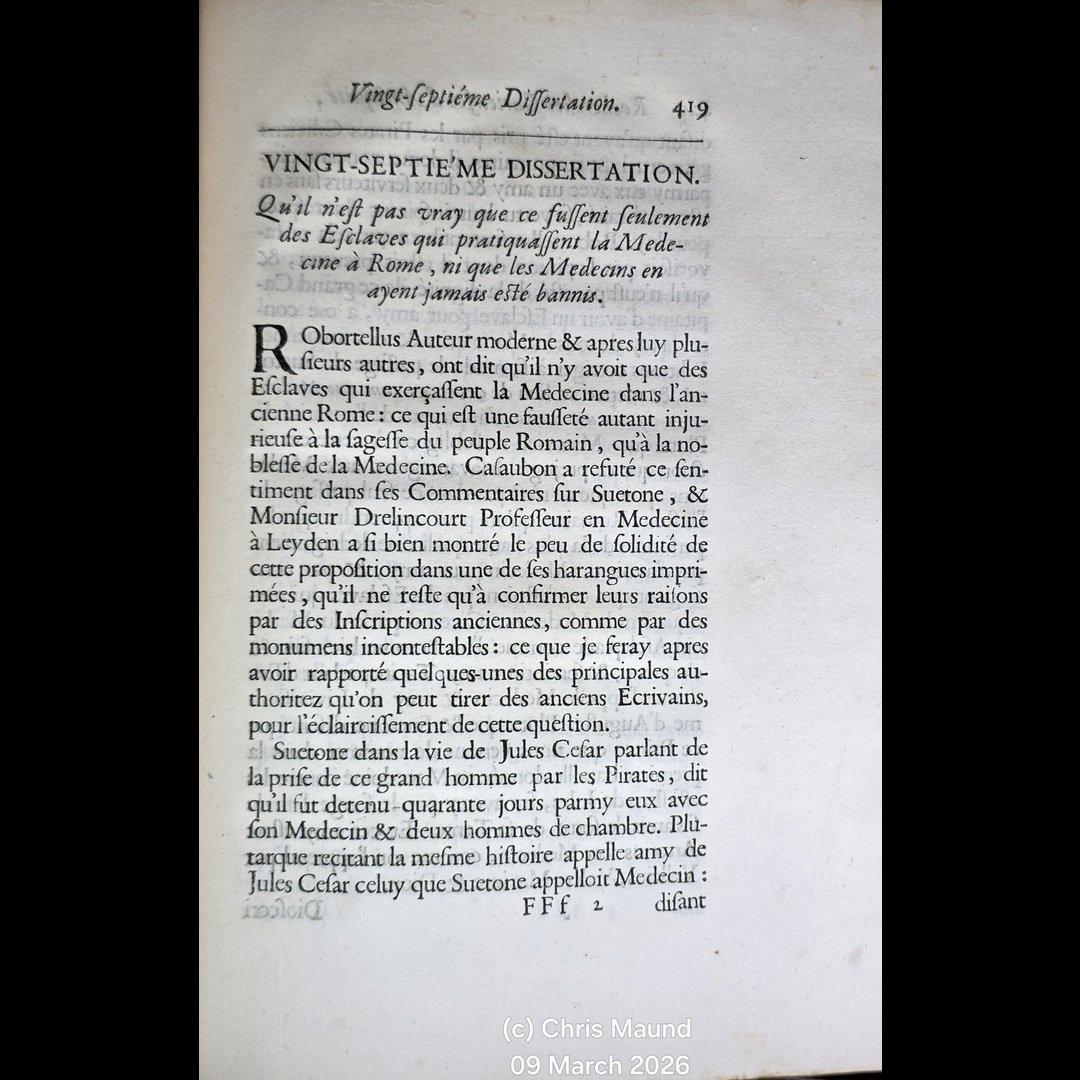 Vingt-ſeptiéme Diſſertation. 419
VINGT-SEPTIE'ME DISSERTATION.
Qu'il n'eſt pas vray que ce fuſſent ſeulement
des Eſclaves qui pratiquaſſent la Mede-
cine à Rome, ni que les Medecins en
ayent jamais eſté bannis.
RObortellus Auteur moderne & apres luy plu-
ſieurs autres, ont dit qu'il n'y avoit que des
Eſclaves qui exerçaſſent lá Medecine dans l'an-
cienne Rome : ce qui eſt une fauſſeté autant inju-
rieuſe à la ſageſſe du peuple Romain, qu'à la no-
bleſſe de la Medecine. Caſaubon a refuté ce ſen-
timent dans ſes Commentaires ſur Suetone, &
Monſieur Drelincourt Profeſſeur en Medecine
à Leyden a ſi bien montré le peu de ſolidité de
cette propoſition dans une de ſes harangues impri-
mées, qu'il ne reſte qu'à confirmer leurs raiſons
par des Inſcriptions anciennes, comme par des
monumens inconteſtables : ce que je feray apres
avoir rapporté quelques-unes des principales au-
thoritez qu'on peut tirer des anciens Ecrivains,
pour l'éclairciſſement de cette queſtion.
Suetone dans la vie de Jules Ceſar parlant de
la priſe de ce grand homme par les Pirates, dit
qu'il fut detenu quarante jours parmy eux avec
ſon Medecin & deux hommes de chambre. Plu-
tarque recitant la meſme hiſtoire appelle amy de
Jules Ceſar celuy que Suetone appelloit Medecin :
FFf 2 diſant
(c) Chris Maund
09 March 2026